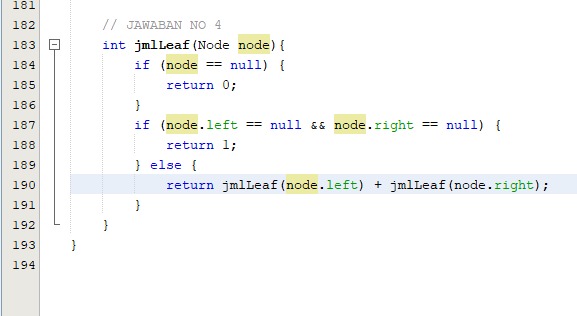 181
182 // JAWABAN NO 4
183 int jmlLeaf(Node node){
184 if (node == null) {
185 return 0;
186 }
187 if (node.left == null && node.right == null) {
188 return 1;
189 } else {
190 return jmlLeaf(node.left) + jmlLeaf(node.right);
191 }
192 }
193 }
194